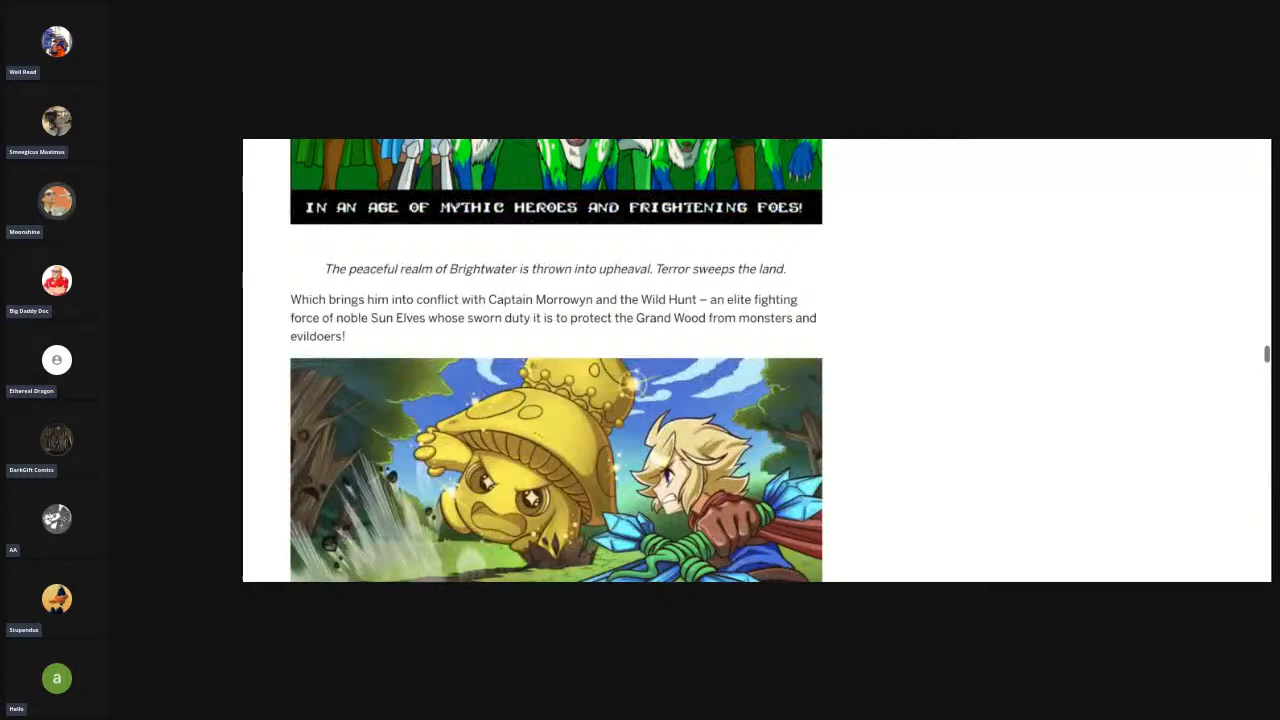 Well Read
Smeegicus Maximus
Moonshine
Big Daddy Doc
Ethereal Dragon
DarkGift Comics
AA
Stupendus
a
Hello
IN AN AGE OF MYTHIC HEROES AND FRIGHTENING FOES!
The peaceful realm of Brightwater is thrown into upheaval. Terror sweeps the land.
Which brings him into conflict with Captain Morrowyn and the Wild Hunt – an elite fighting
force of noble Sun Elves whose sworn duty it is to protect the Grand Wood from monsters and
evildoers!